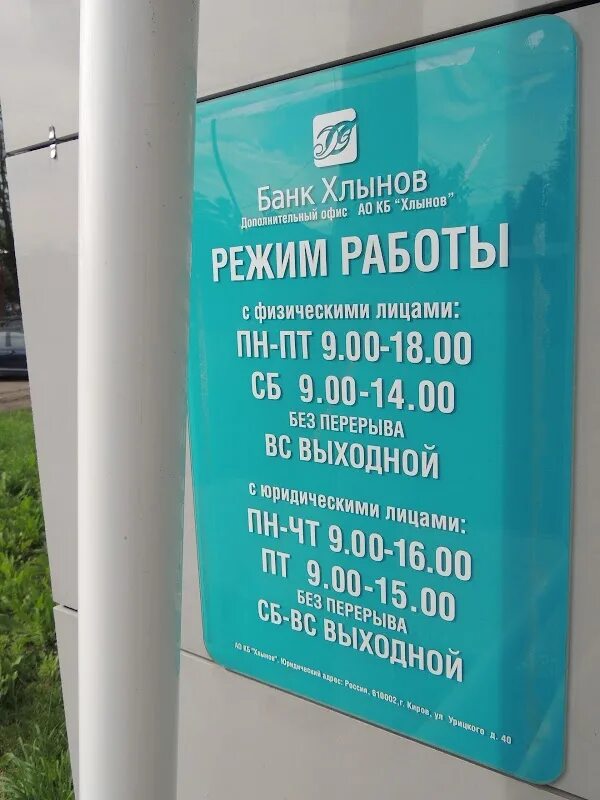 Банк Хлынов
Дополнительный офис АО КБ "Хлынов"
РЕЖИМ РАБОТЫ
с физическими лицами:
ПН-ПТ 9.00-18.00
СБ 9.00-14.00
БЕЗ ПЕРЕРЫВА
ВС ВЫХОДНОЙ
с юридическими лицами:
ПН-ЧТ 9.00-16.00
ПТ 9.00-15.00
БЕЗ ПЕРЕРЫВА
СБ-ВС ВЫХОДНОЙ
АО КБ "Хлынов", Юридический адрес: Россия, 610002, г. Киров, ул Урицкого д. 40